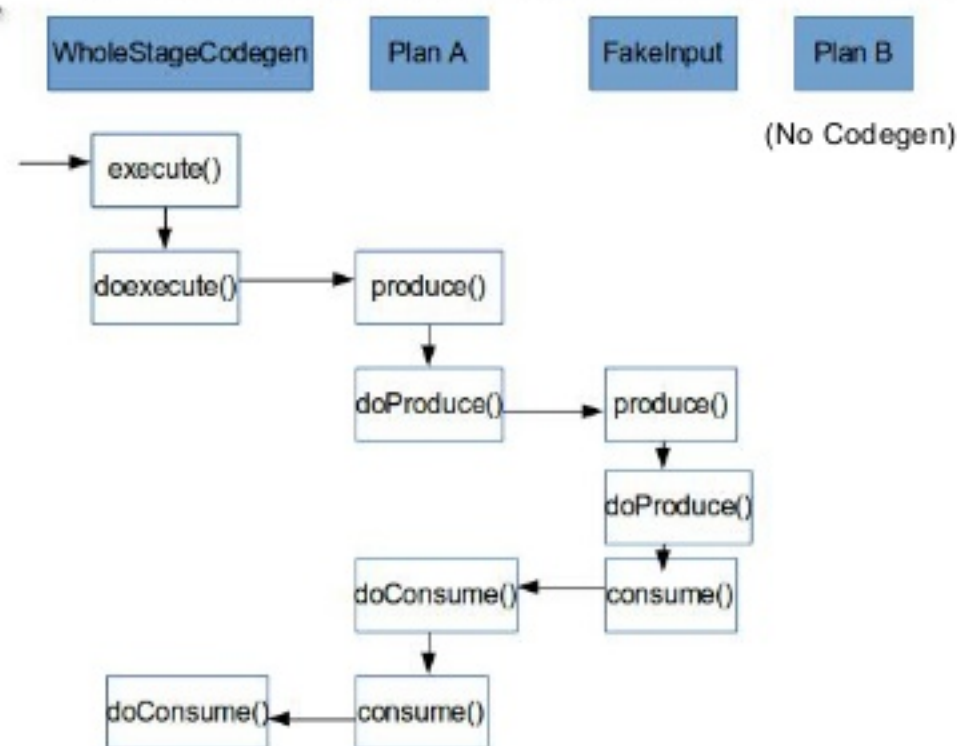 WholeStageCodegen
Plan A
FakeInput
Plan B
(No Codegen)
execute()
doexecute()
produce()
doProduce()
produce()
doProduce()
doConsume()
consume()
doConsume()
consume()